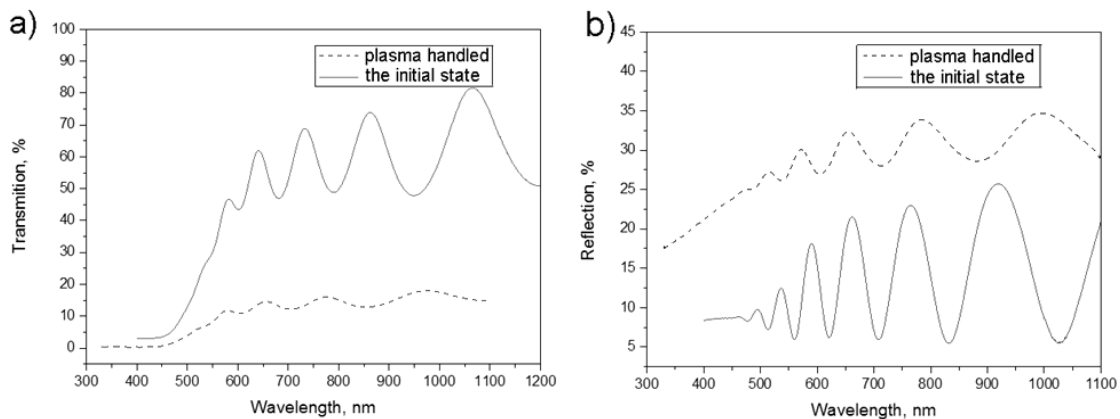 a)
plasma handled
the initial state
Transmition, %
100
90
80
70
60
50
40
30
20
10
0
300 400 500 600 700 800 900 1000 1100 1200
Wavelength, nm
b)
plasma handled
the initial state
Reflection, %
45
40
35
30
25
20
15
10
5
300 400 500 600 700 800 900 1000 1100
Wavelength, nm